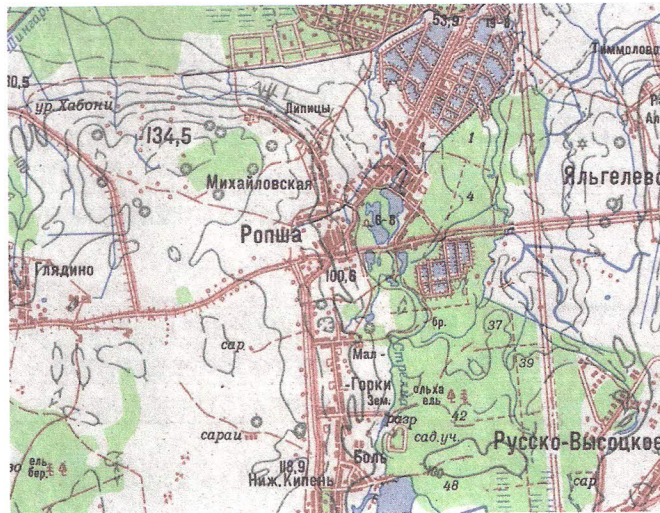 53,9
Тиммолово
30,5
ур. Хабони
Липицы
134,5
1
Михайловская
4
Яльгелево
6-8
Ропша
Глядино
100,6
бр.
37
сар.
Мал-
39
-Горки
Зем.
ольха
ель
42
разр
сараи
сад. уч.
Русско-Высоцкое
ель
бер.
118,9
Боль
Ниж. Кипень
48
сар